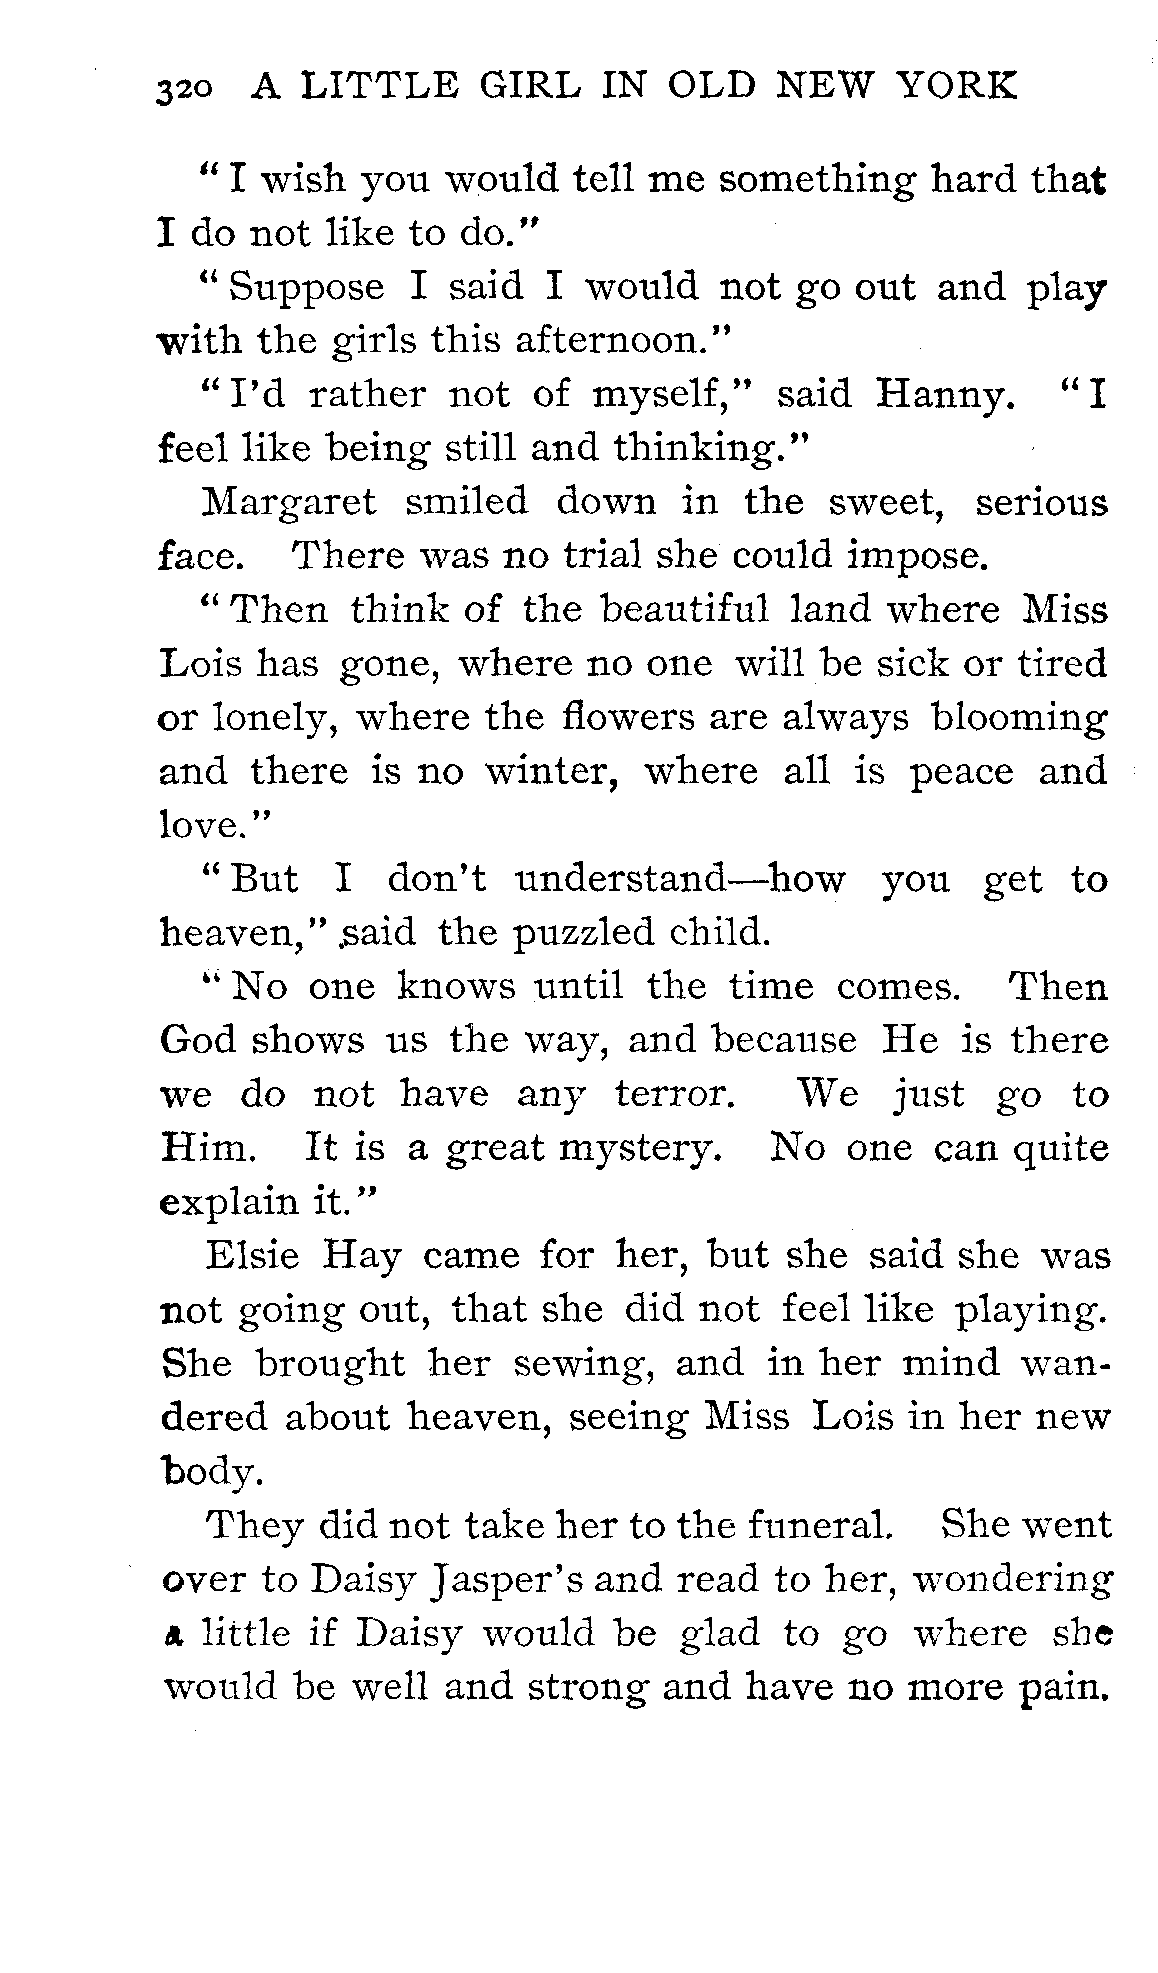 320 A LITTLE GIRL IN OLD NEW YORK
“I wish you would tell me something hard that
I do not like to do.”
“Suppose I said I would not go out and play
with the girls this afternoon.”
“I’d rather not of myself,” said Hanny. “I
feel like being still and thinking.”
Margaret smiled down in the sweet, serious
face. There was no trial she could impose.
“Then think of the beautiful land where Miss
Lois has gone, where no one will be sick or tired
or lonely, where the flowers are always blooming
and there is no winter, where all is peace and
love.”
“But I don’t understand—how you get to
heaven,” said the puzzled child.
“No one knows until the time comes. Then
God shows us the way, and because He is there
we do not have any terror. We just go to
Him. It is a great mystery. No one can quite
explain it.”
Elsie Hay came for her, but she said she was
not going out, that she did not feel like playing.
She brought her sewing, and in her mind wan-
dered about heaven, seeing Miss Lois in her new
body.
They did not take her to the funeral. She went
over to Daisy Jasper’s and read to her, wondering
a little if Daisy would be glad to go where she
would be well and strong and have no more pain.